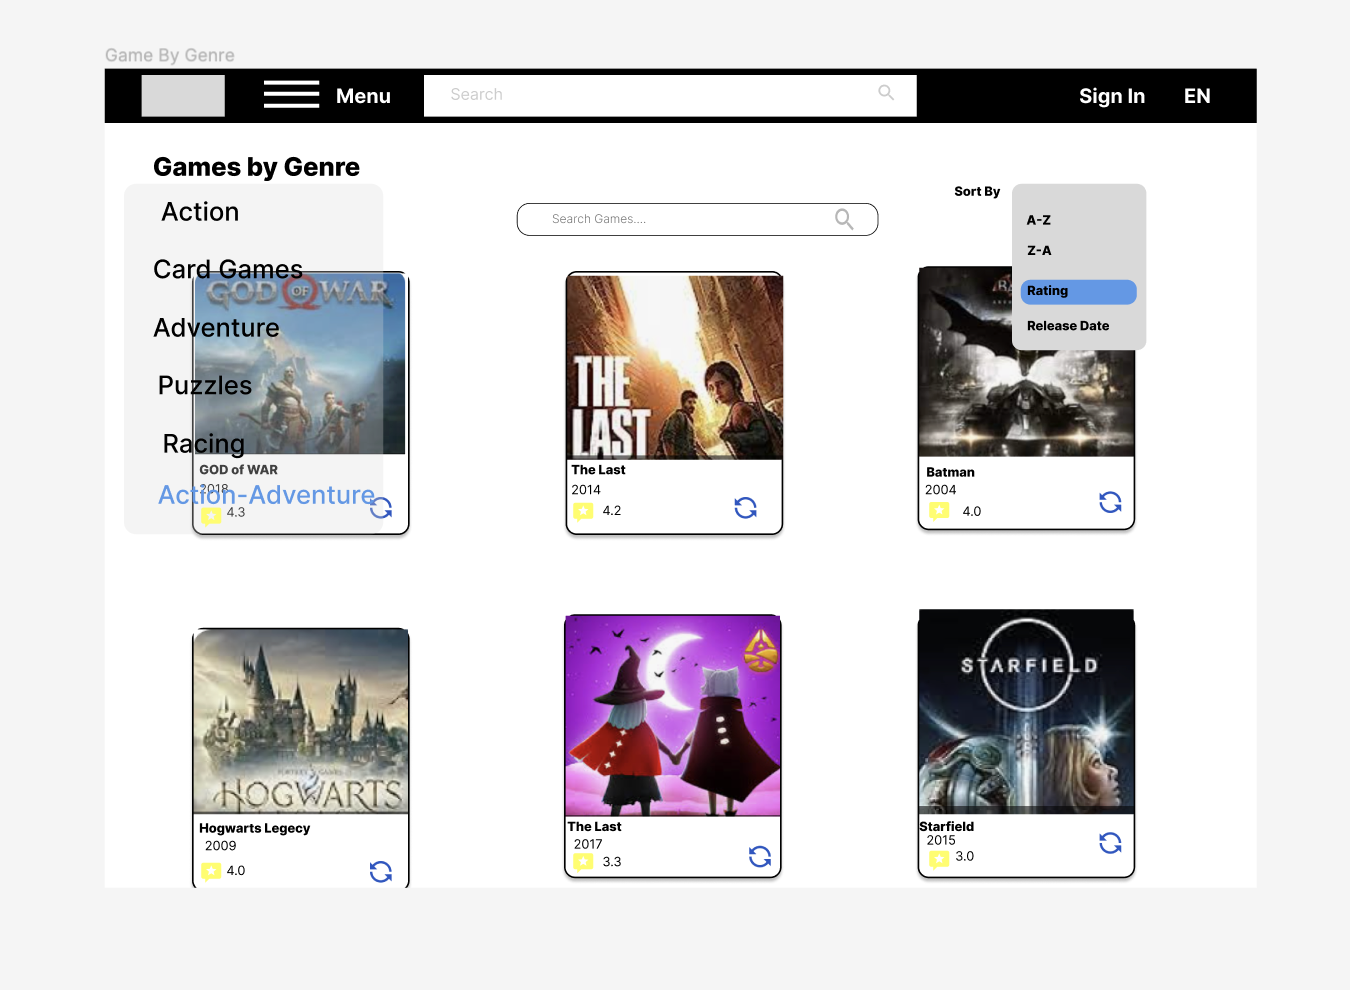 Game By Genre
Menu
Search
Sign In
EN
Games by Genre
Action
Card Games
Adventure
Puzzles
Racing
Action-Adventure
Search Games....
Sort By
A-Z
Z-A
Rating
Release Date
GOD OF WAR
GOD of WAR
2018
4.3
THE
LAST
The Last
2014
4.2
Batman
2004
4.0
HOGWARTS
Hogwarts Legecy
2009
4.0
The Last
2017
3.3
STARFIELD
Starfield
2015
3.0